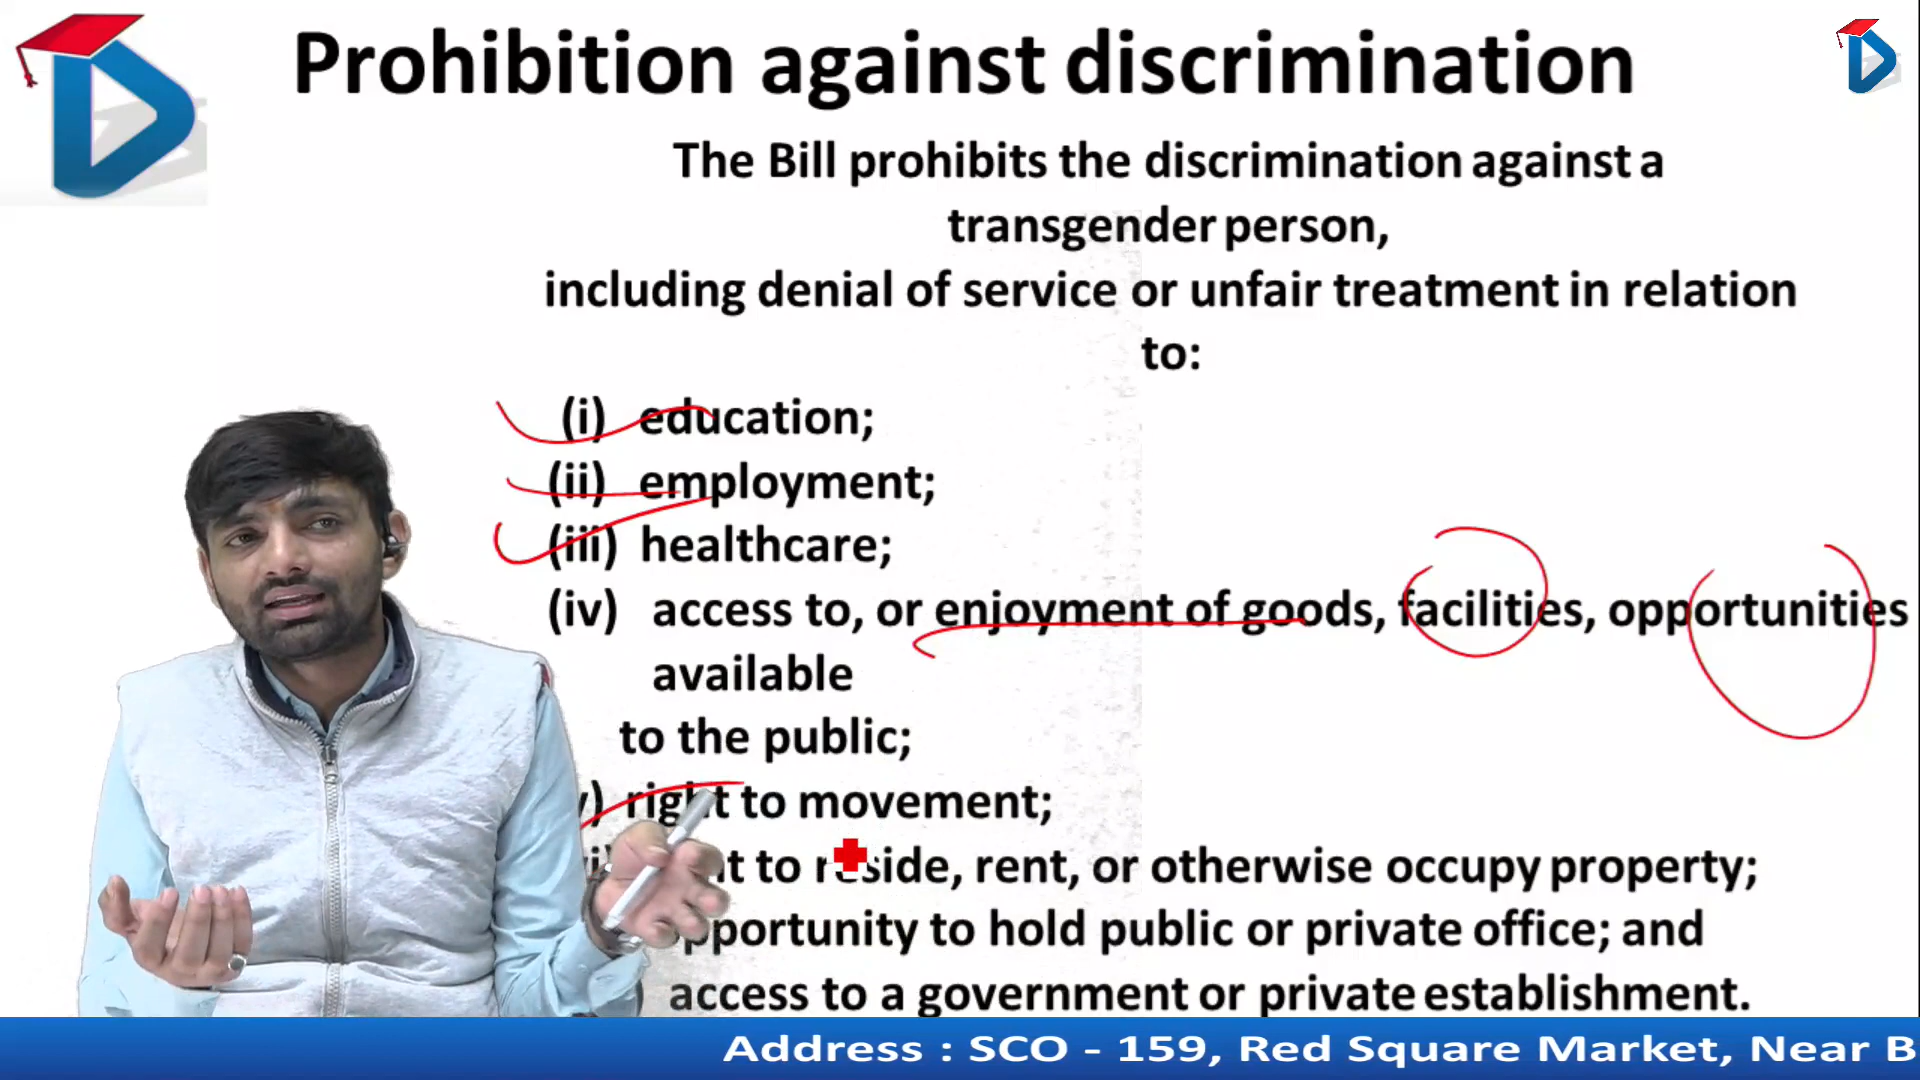 Prohibition against discrimination
The Bill prohibits the discrimination against a
transgender person,
including denial of service or unfair treatment in relation
to:
(i) education;
(ii) employment;
(iii) healthcare;
(iv) access to, or enjoyment of goods, facilities, opportunities
available
to the public;
right to movement;
to reside, rent, or otherwise occupy property;
opportunity to hold public or private office; and
access to a government or private establishment.
Address : SCO - 159, Red Square Market, Near B